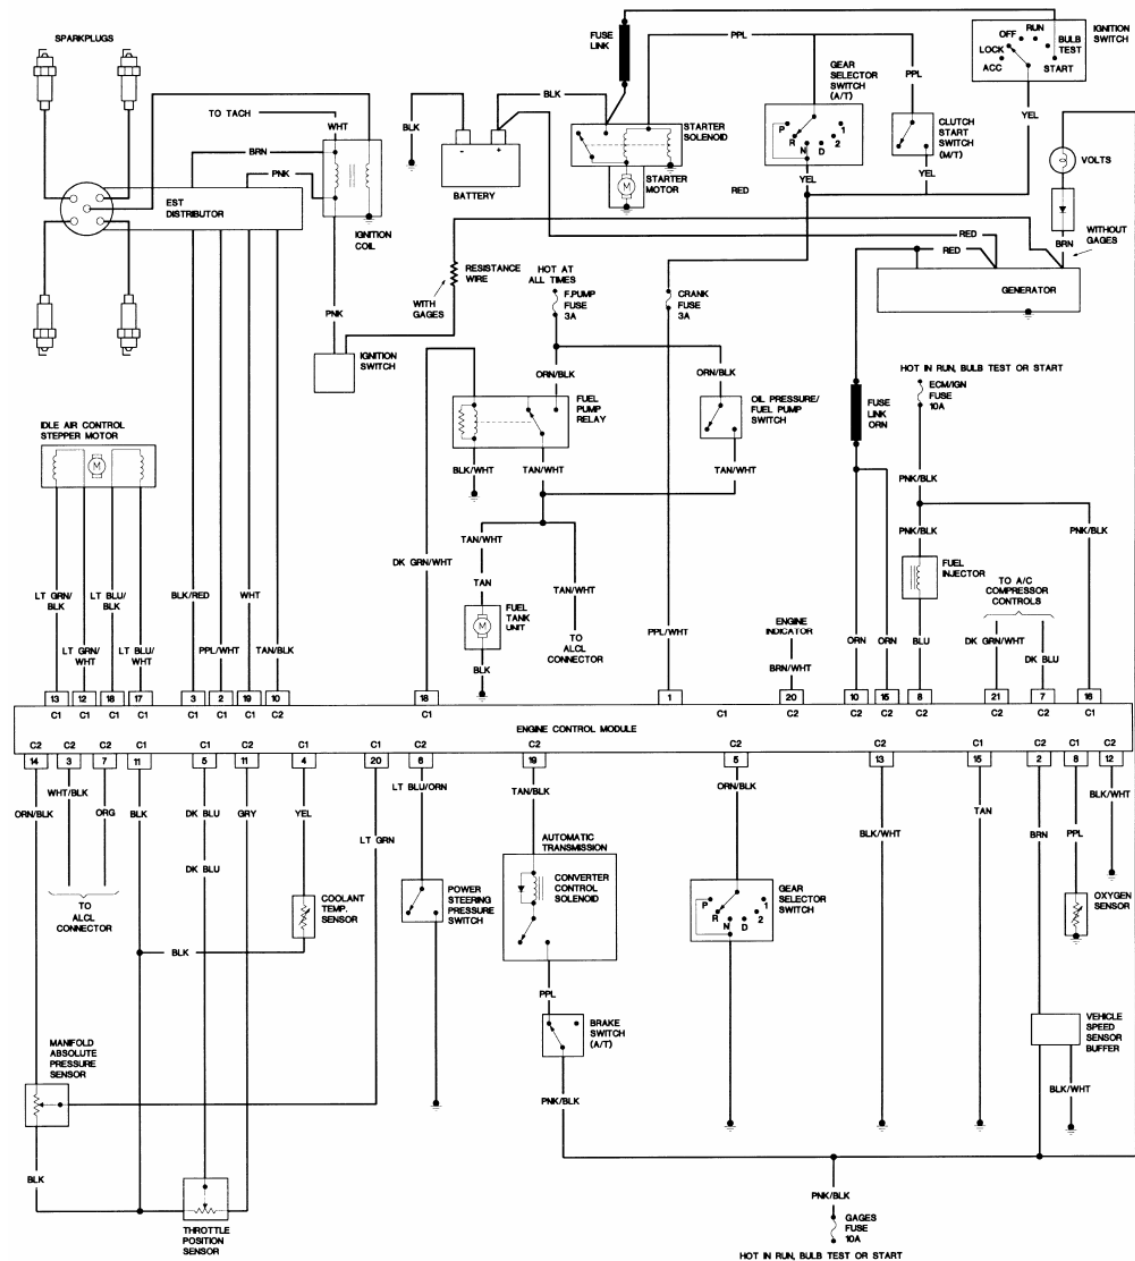 SPARKPLUGS
TO TACH
WHT
BRN
PNK
EST
DISTRIBUTOR
IGNITION
COIL
PNK
IGNITION
SWITCH
BLK
- +
BATTERY
BLK
FUSE
LINK
STARTER
SOLENOID
M
STARTER
MOTOR
PPL
GEAR
SELECTOR
SWITCH
(A/T)
P
R
N
D
2
1
YEL
RED
PPL
CLUTCH
START
SWITCH
(M/T)
YEL
IGNITION
SWITCH
OFF
RUN
LOCK
BULB
TEST
ACC
START
YEL
VOLTS
BRN
WITHOUT
GAGES
RED
RED
GENERATOR
RESISTANCE
WIRE
WITH
GAGES
HOT AT
ALL TIMES
F.PUMP
FUSE
3A
CRANK
FUSE
3A
ORN/BLK
ORN/BLK
FUEL
PUMP
RELAY
OIL PRESSURE/
FUEL PUMP
SWITCH
HOT IN RUN, BULB TEST OR START
ECM/IGN
FUSE
10A
FUSE
LINK
ORN
IDLE AIR CONTROL
STEPPER MOTOR
M
BLK/WHT
TAN/WHT
TAN/WHT
PNK/BLK
PNK/BLK
PNK/BLK
TAN/WHT
DK GRN/WHT
TAN
TAN/WHT
FUEL
TANK
UNIT
M
BLK
TO
ALCL
CONNECTOR
FUEL
INJECTOR
TO A/C
COMPRESSOR
CONTROLS
LT GRN/
BLK
LT BLU/
BLK
BLK/RED
WHT
LT GRN/
WHT
LT BLU/
WHT
PPL/WHT
TAN/BLK
PPL/WHT
ENGINE
INDICATOR
BRN/WHT
ORN
ORN
BLU
DK GRN/WHT
DK BLU
13 12 18 17 3 2 19 10 18 1 20 10 15 8 21 7 16
C1 C1 C1 C1 C1 C1 C1 C2 C1 C1 C2 C2 C2 C2 C2 C2 C1
ENGINE CONTROL MODULE
C2 C2 C2 C1 C1 C2 C1 C1 C2 C2 C2 C2 C1 C2 C1 C2
14 3 7 11 5 11 4 20 6 19 5 13 15 2 8 12
ORN/BLK
WHT/BLK
ORG
BLK
DK BLU
GRY
YEL
LT GRN
LT BLU/ORN
TAN/BLK
ORN/BLK
BLK/WHT
TAN
BRN
PPL
BLK/WHT
DK BLU
TO
ALCL
CONNECTOR
COOLANT
TEMP.
SENSOR
BLK
POWER
STEERING
PRESSURE
SWITCH
AUTOMATIC
TRANSMISSION
CONVERTER
CONTROL
SOLENOID
GEAR
SELECTOR
SWITCH
P
R
N
D
2
1
OXYGEN
SENSOR
PPL
BRAKE
SWITCH
(A/T)
VEHICLE
SPEED
SENSOR
BUFFER
MANIFOLD
ABSOLUTE
PRESSURE
SENSOR
PNK/BLK
BLK/WHT
BLK
THROTTLE
POSITION
SENSOR
PNK/BLK
GAGES
FUSE
10A
HOT IN RUN, BULB TEST OR START